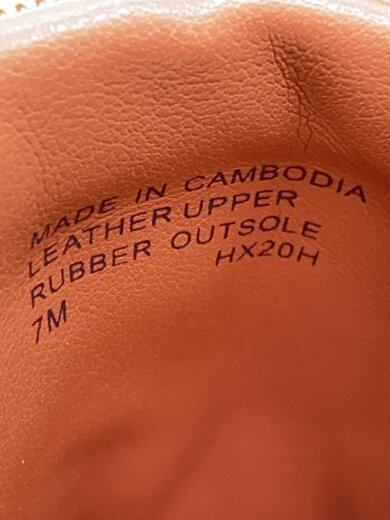 MADE IN CAMBODIA
LEATHER UPPER
RUBBER OUTSOLE
7M HX20H